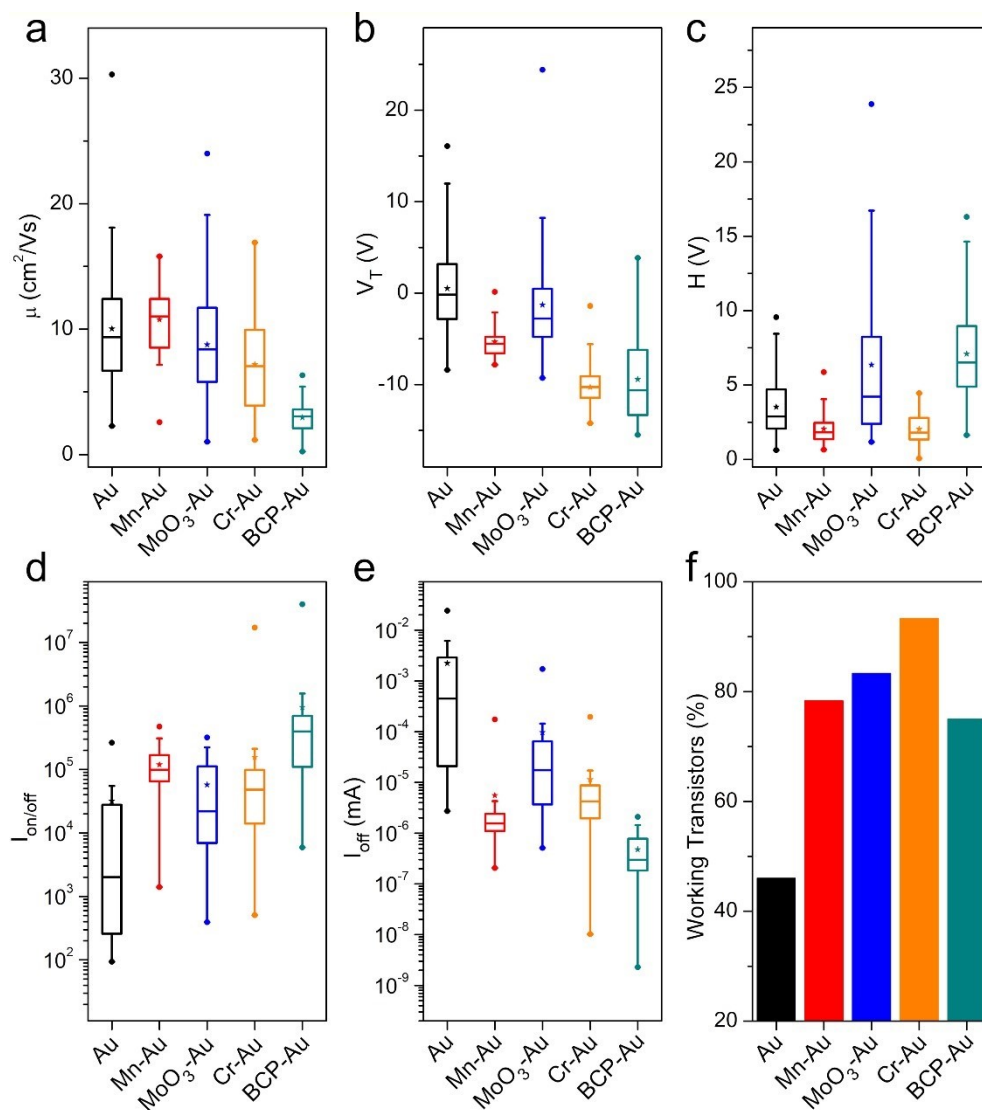 a
μ (cm²/Vs)
30
20
10
0
Au
Mn-Au
MoO₃-Au
Cr-Au
BCP-Au
b
V_T (V)
20
10
0
-10
Au
Mn-Au
MoO₃-Au
Cr-Au
BCP-Au
c
H (V)
25
20
15
10
5
0
Au
Mn-Au
MoO₃-Au
Cr-Au
BCP-Au
d
I_on/off
10⁷
10⁶
10⁵
10⁴
10³
10²
Au
Mn-Au
MoO₃-Au
Cr-Au
BCP-Au
e
I_off (mA)
10⁻²
10⁻³
10⁻⁴
10⁻⁵
10⁻⁶
10⁻⁷
10⁻⁸
10⁻⁹
Au
Mn-Au
MoO₃-Au
Cr-Au
BCP-Au
f
Working Transistors (%)
100
80
60
40
20
Au
Mn-Au
MoO₃-Au
Cr-Au
BCP-Au